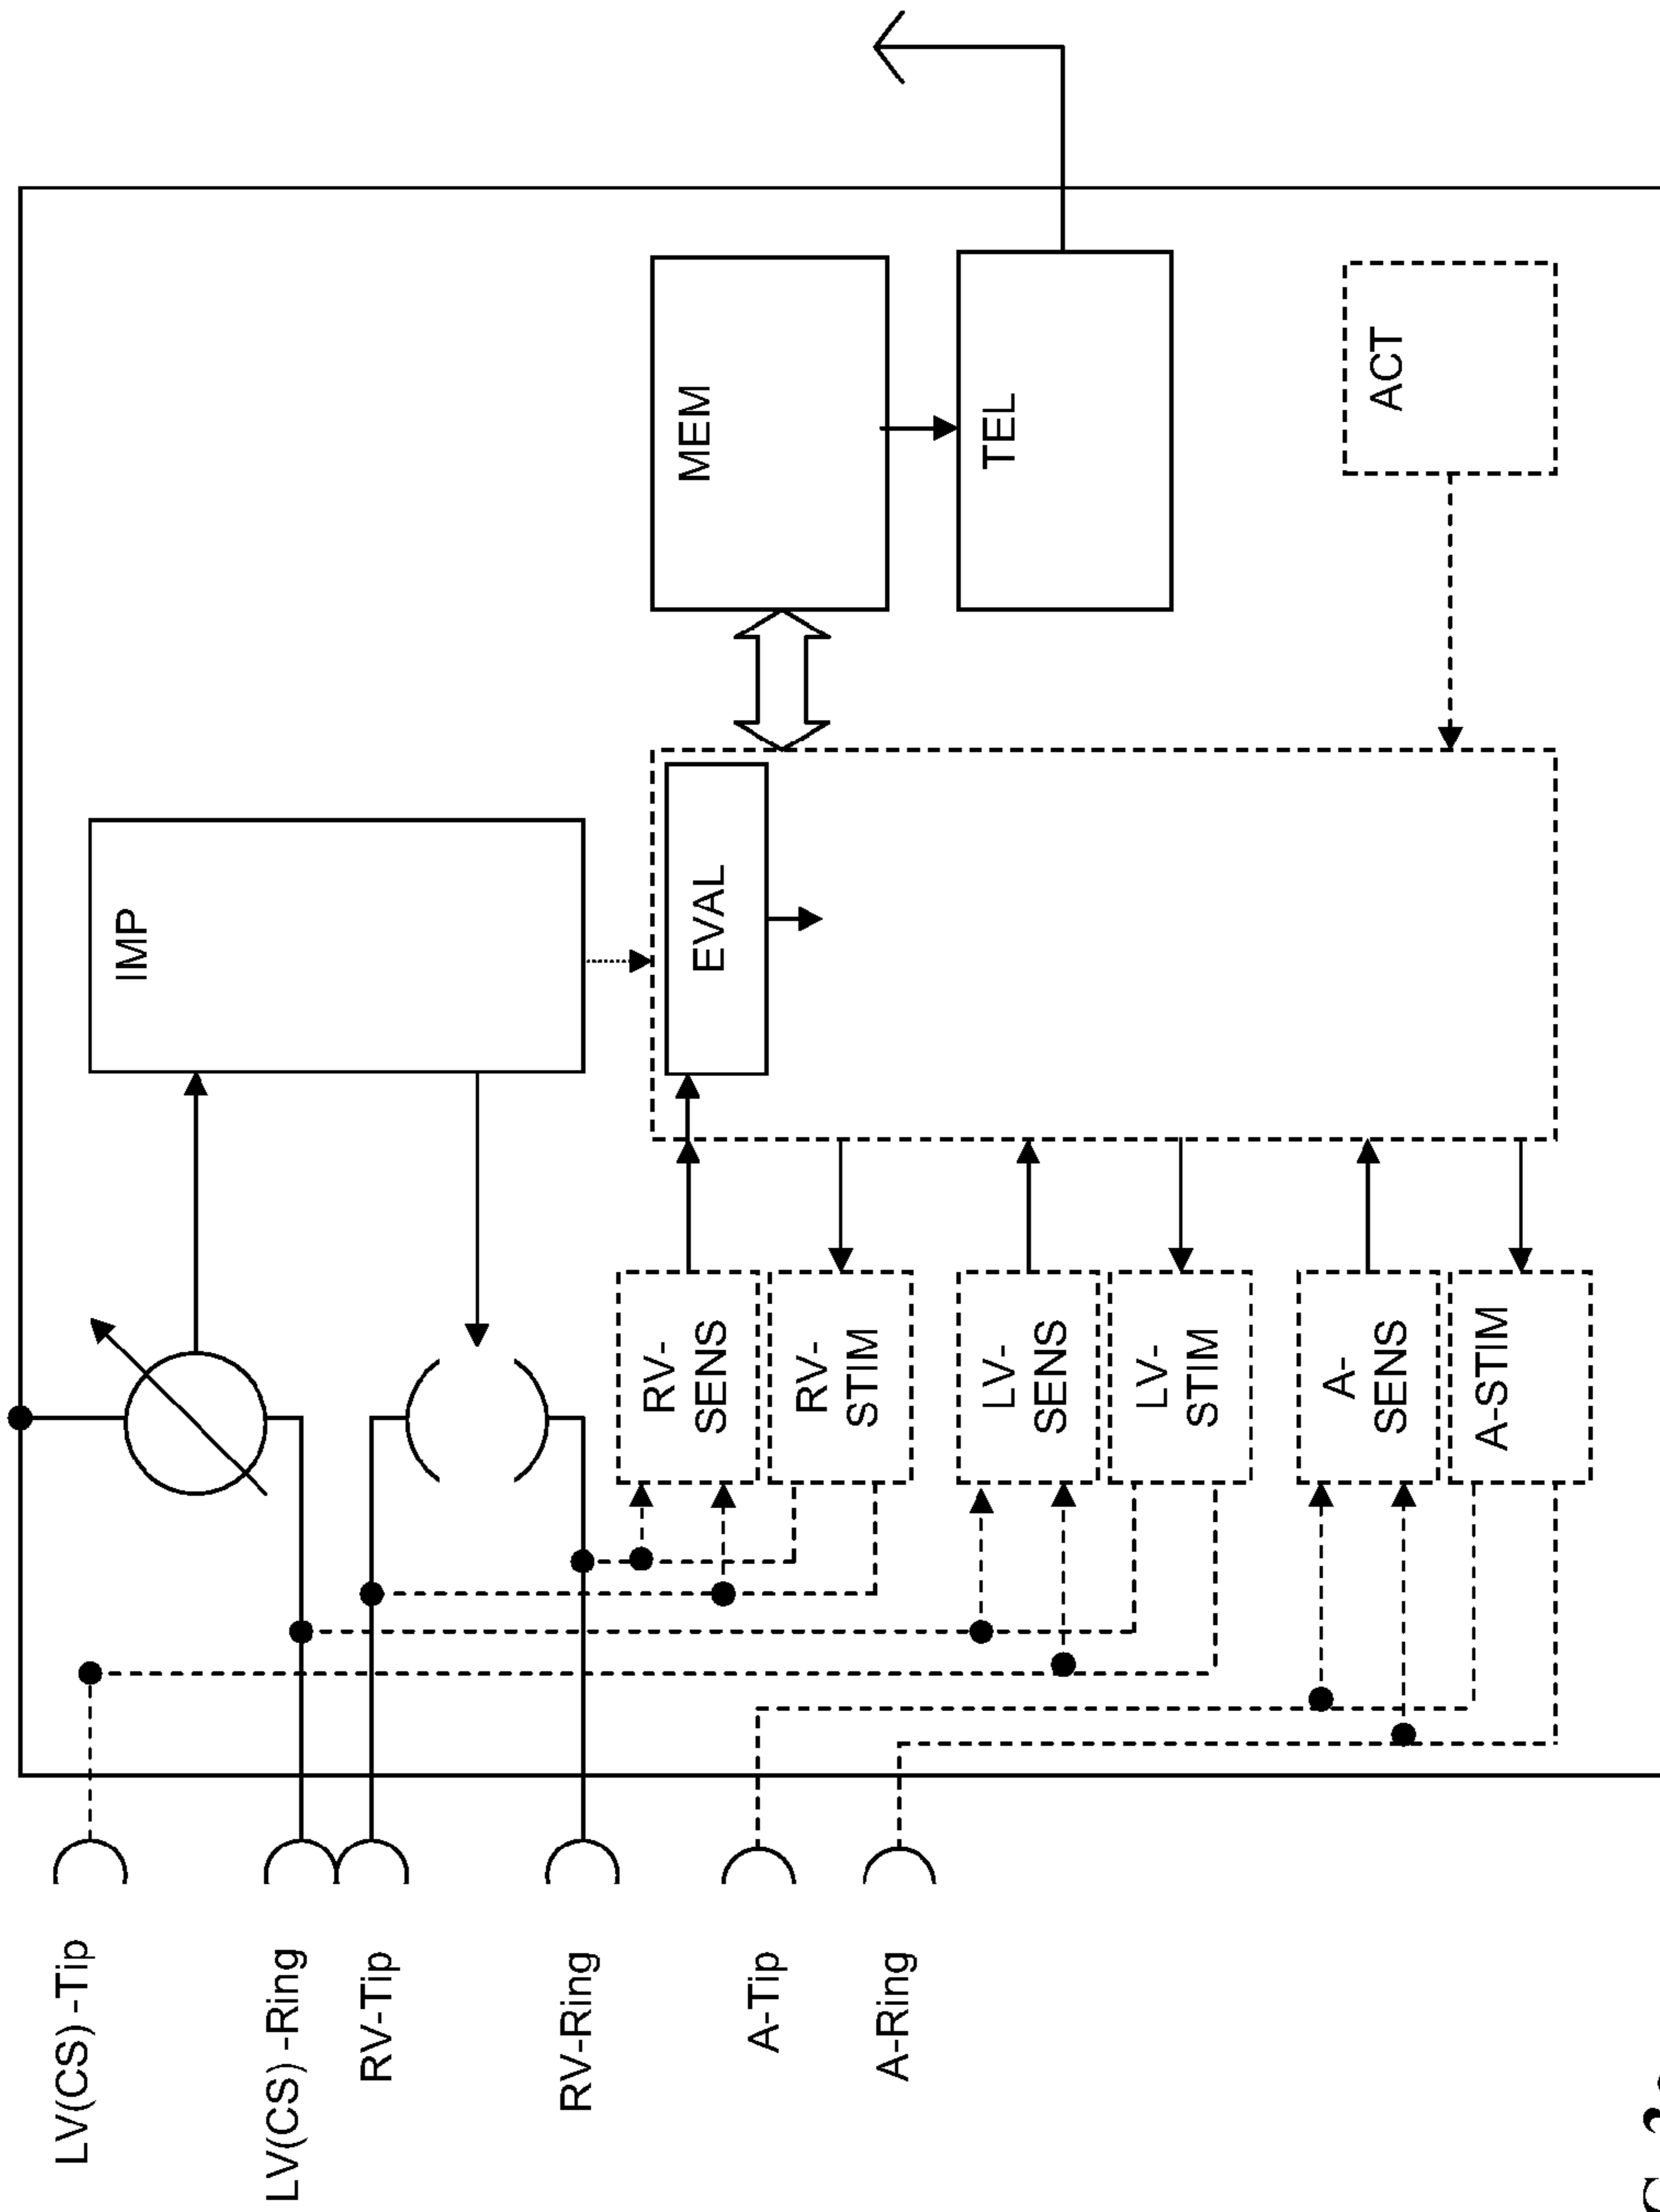 LV(CS) -Tip
LV(CS) -Ring
RV-Tip
RV-Ring
A-Tip
A-Ring
IMP
EVAL
MEM
TEL
ACT
RV-
SENS
RV-
STIM
LV-
SENS
LV-
STIM
A-
SENS
A-STIM